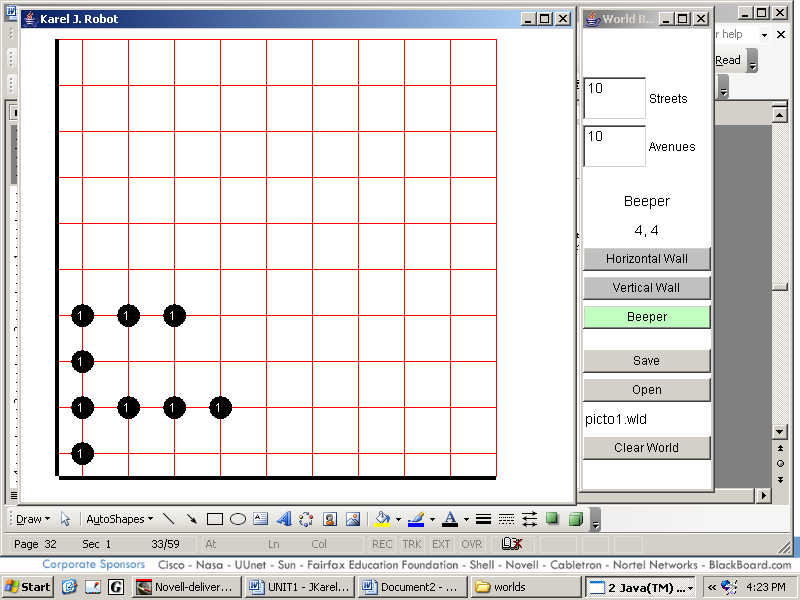 Karel J. Robot
World B...
r help
Read
10
Streets
10
Avenues
Beeper
4, 4
Horizontal Wall
Vertical Wall
Beeper
Save
Open
picto1.wld
Clear World
1 1 1
1
1 1 1 1
1
Draw AutoShapes
Page 32 Sec 1 33/59 At Ln Col REC TRK EXT OVR
Corporate Sponsors Cisco - Nasa - UUnet - Sun - Fairfax Education Foundation - Shell - Novell - Cabletron - Nortel Networks - BlackBoard.com
Start Novell-deliver... UNIT1 - JKarel... Document2 - ... worlds 2 Java(TM) ... 4:23 PM